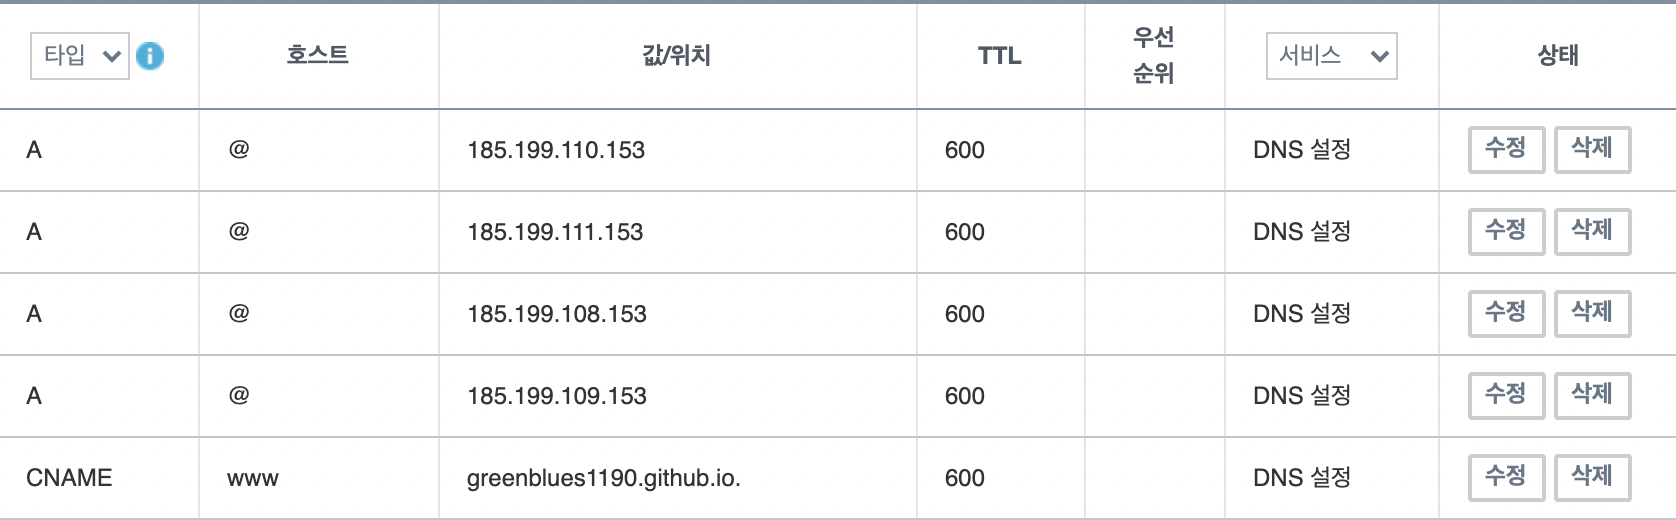 타입 호스트 값/위치 TTL 우선 순위 서비스 상태
A @ 185.199.110.153 600 DNS 설정 수정 삭제
A @ 185.199.111.153 600 DNS 설정 수정 삭제
A @ 185.199.108.153 600 DNS 설정 수정 삭제
A @ 185.199.109.153 600 DNS 설정 수정 삭제
CNAME www greenblues1190.github.io. 600 DNS 설정 수정 삭제